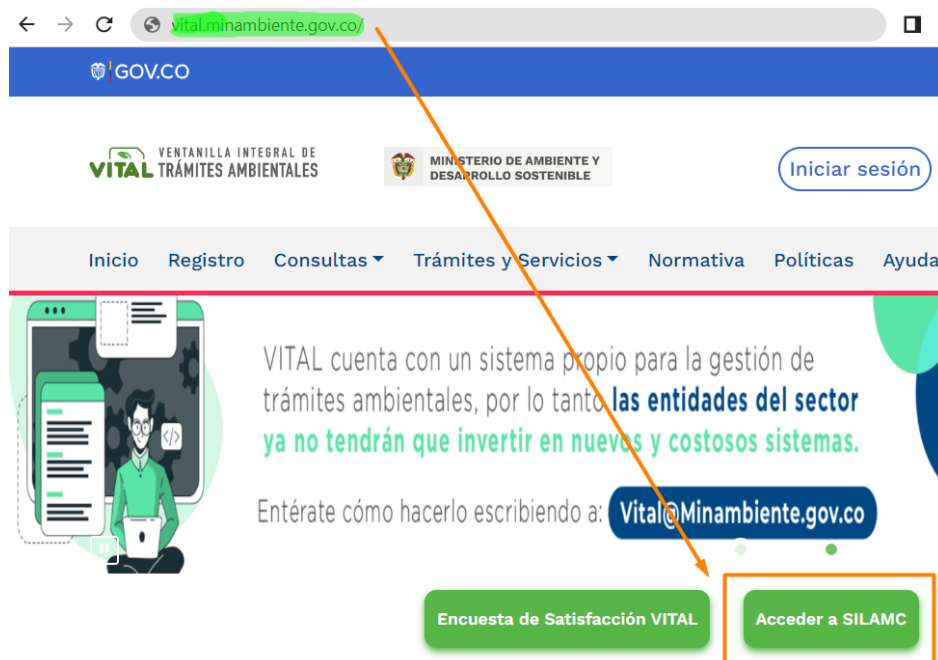 vital.minambiente.gov.co/
GOV.CO
VITAL
VENTANILLA INTEGRAL DE
TRÁMITES AMBIENTALES
MINISTERIO DE AMBIENTE Y
DESARROLLO SOSTENIBLE
Iniciar sesión
Inicio Registro Consultas Trámites y Servicios Normativa Políticas Ayuda
VITAL cuenta con un sistema propio para la gestión de
trámites ambientales, por lo tanto las entidades del sector
ya no tendrán que invertir en nuevos y costosos sistemas.
</>
Entérate cómo hacerlo escribiendo a: Vital@Minambiente.gov.co
Encuesta de Satisfacción VITAL
Acceder a SILAMC